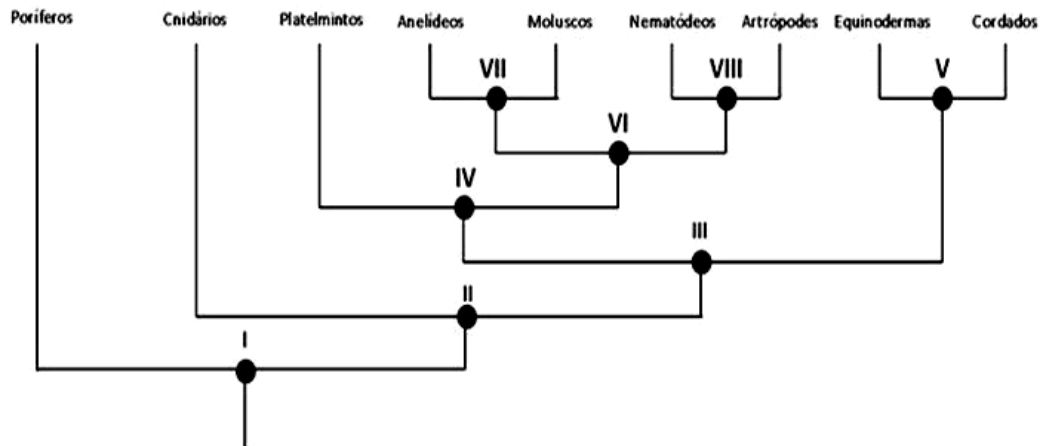 Poríferos Cnidários Platelmintos Anelídeos Moluscos Nematódeos Artrópodes Equinodermas Cordados
VII VIII V
VI
IV
III
II
I